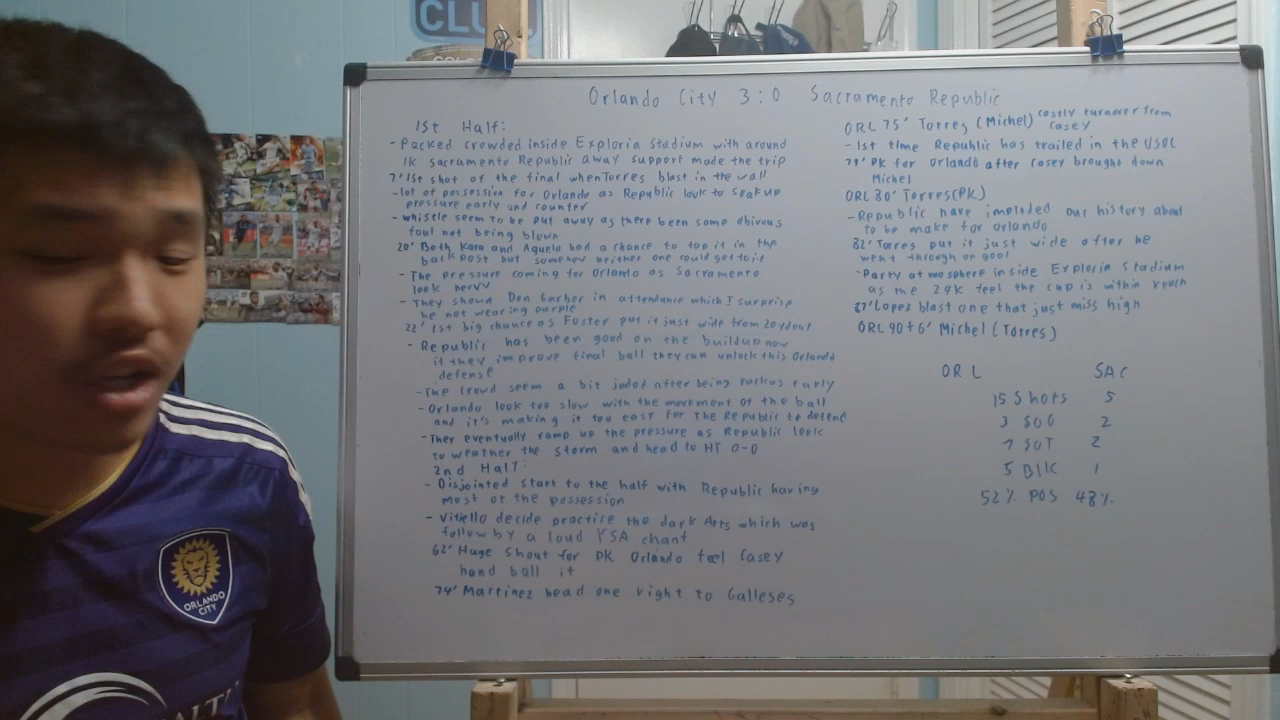 CLU
Orlando City 3:0 Sacramento Republic
1st Half:
- Packed crowded inside Exploria Stadium with around
1K Sacramento Republic away support made the trip
7' 1st shot of the final when Torres blast in the wall
- lot of possession for Orlando as Republic look to soak up
pressure early and counter
- whistle seem to be put away as there been some obivous
foul not being blown
20' Both Kara and Agudlo had a chance to tap it in the
back post but somehow neither one could get to it
- The pressure coming for Orlando as Sacramento
look nervy
- They shown Don Garber in attendance which I surprise
he not wearing purple
22' 1st big chance as Foster put it just wide from 20 yd out
- Republic has been good on the buildup now
if they improve final ball they can unlock this Orlando
defense
- The crowd seem a bit jaded after being ruckus early
- Orlando look too slow with the movement of the ball
and it's making it too easy for the Republic to defend
- They eventually ramp up the pressure as Republic look
to weather the storm and head to HT 0-0
2nd Half:
- Disjointed start to the half with Republic having
most of the possession
- Vitiello decide practice the dark Arts which was
follow by a loud YSA chant
62' Huge shout for PK Orlando feel Casey
hand ball it
74' Martinez head one right to Galleses
ORL 75' Torres (Michel) costly turnover from
Casey
- 1st time Republic has trailed in the USOC
79' PK for Orlando after Casey brought down
Michel
ORL 80' Torres (PK)
- Republic have imploded our history about
to be make for Orlando
82' Torres put it just wide after he
went through on goal
- Party atmosphere inside Exploria Stadium
as the 24K feel the cup is within reach
87' Lopes blast one that just miss high
ORL 90+6' Michel (Torres)
ORL SAC
15 Shots 5
3 SOG 2
7 SOT 2
5 Blk 1
52% POS 48%
ORLANDO
CITY